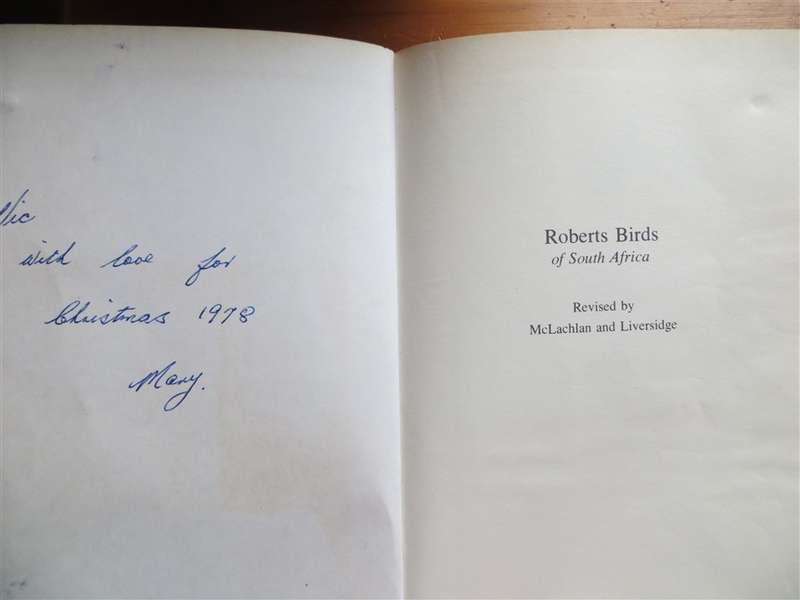 Vic
with love for
Christmas 1978
Mary.
Roberts Birds
of South Africa
Revised by
McLachlan and Liversidge